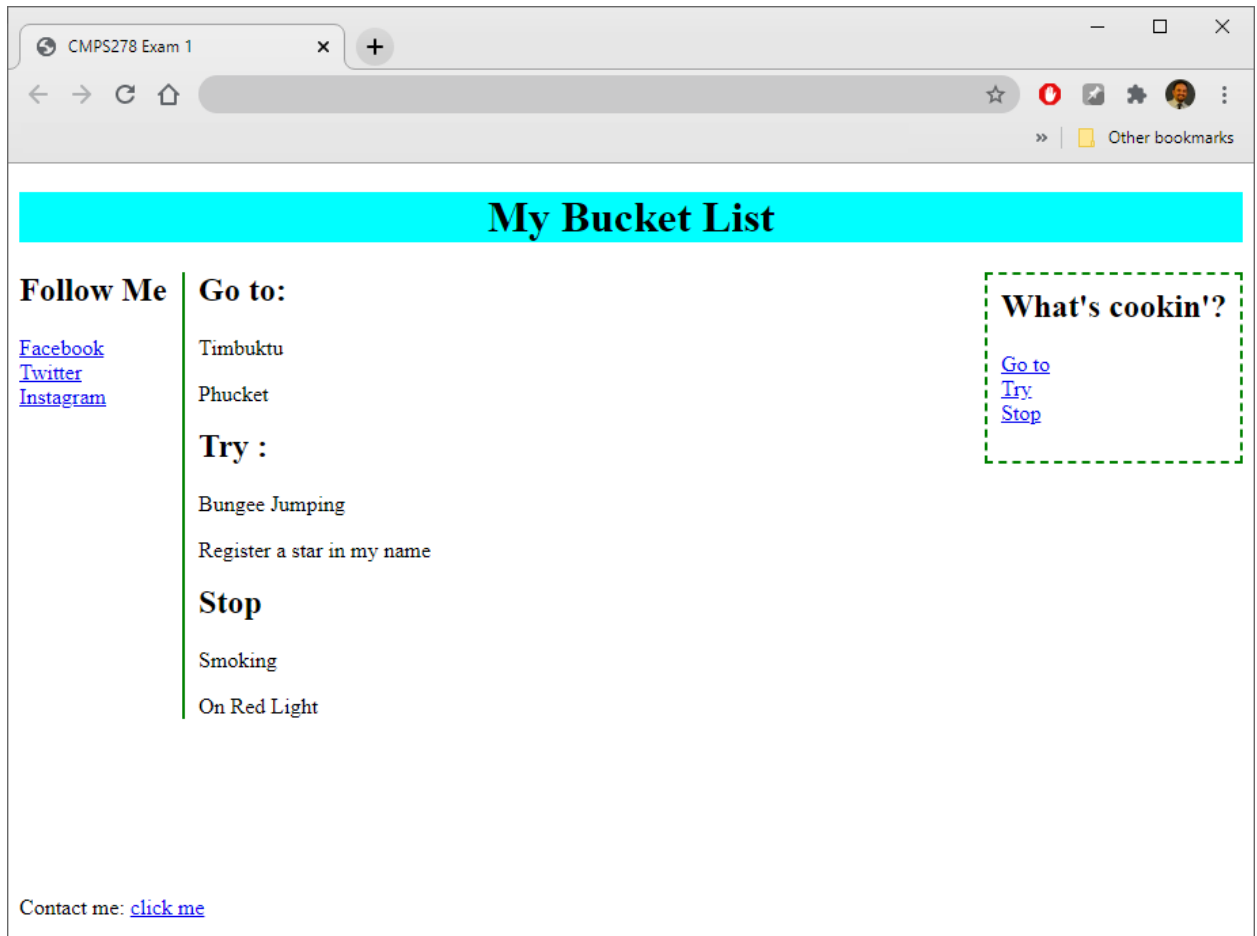 CMPS278 Exam 1
Other bookmarks
My Bucket List
Follow Me
Facebook
Twitter
Instagram
Go to:
Timbuktu
Phucket
Try :
Bungee Jumping
Register a star in my name
Stop
Smoking
On Red Light
What's cookin'?
Go to
Try
Stop
Contact me: click me